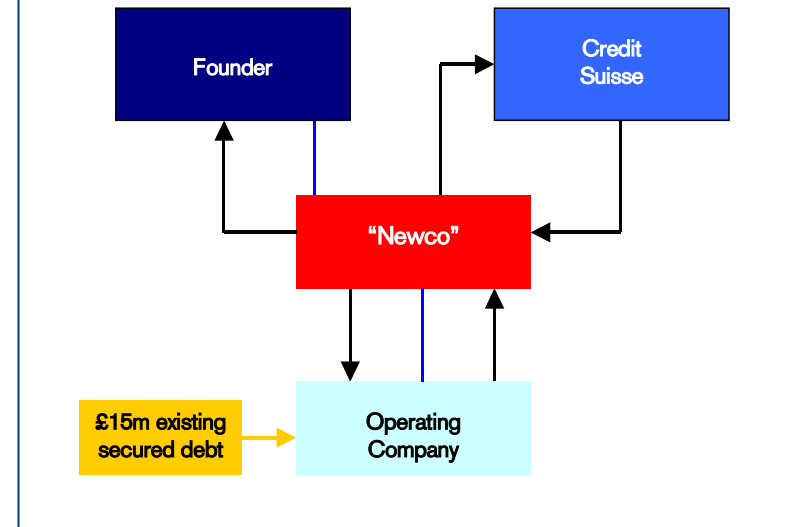 Founder
Credit
Suisse
“Newco”
£15m existing
secured debt
Operating
Company